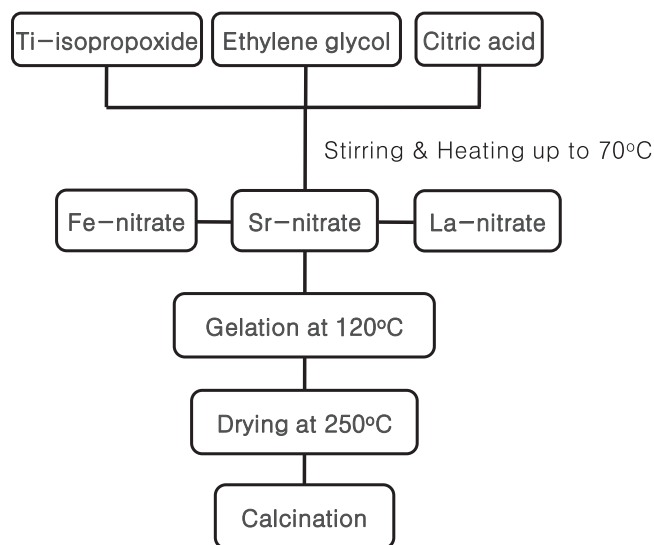 Ti-isopropoxide Ethylene glycol Citric acid
Stirring & Heating up to 70°C
Fe-nitrate Sr-nitrate La-nitrate
Gelation at 120°C
Drying at 250°C
Calcination